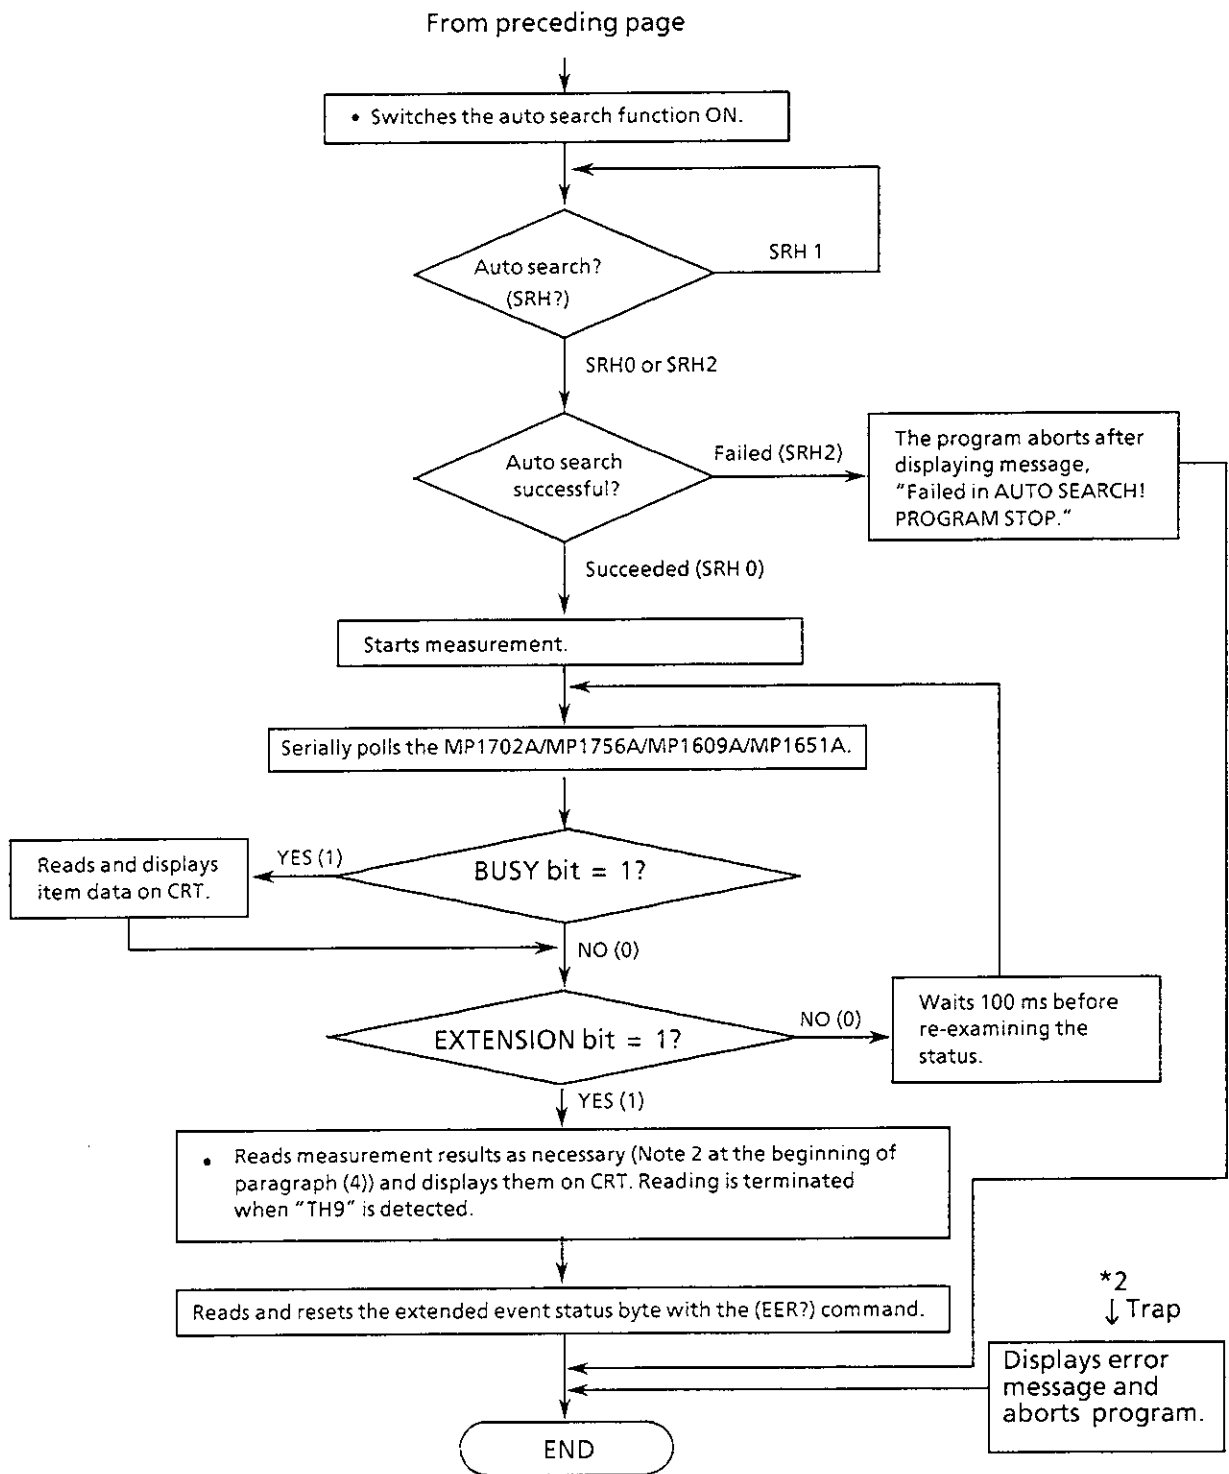 From preceding page
• Switches the auto search function ON.
SRH 1
Auto search?
(SRH?)
SRH0 or SRH2
Auto search
successful?
Failed (SRH2)
The program aborts after
displaying message,
"Failed in AUTO SEARCH!
PROGRAM STOP."
Succeeded (SRH 0)
Starts measurement.
Serially polls the MP1702A/MP1756A/MP1609A/MP1651A.
Reads and displays
item data on CRT.
YES (1)
BUSY bit = 1?
NO (0)
EXTENSION bit = 1?
NO (0)
Waits 100 ms before
re-examining the
status.
YES (1)
• Reads measurement results as necessary (Note 2 at the beginning of
paragraph (4)) and displays them on CRT. Reading is terminated
when "TH9" is detected.
Reads and resets the extended event status byte with the (EER?) command.
*2
↓ Trap
Displays error
message and
aborts program.
END